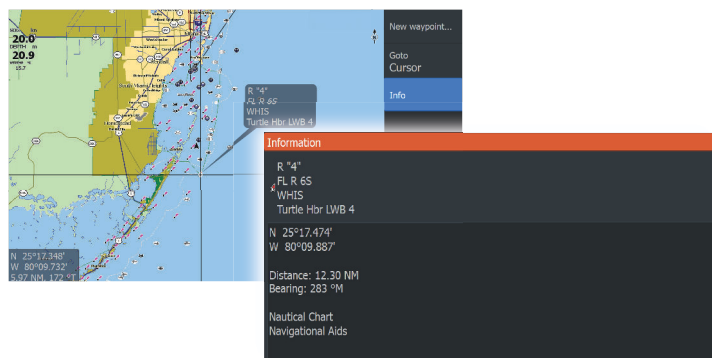 20.0
DEPTH m
20.9
15.7
R "4"
FL R 6S
WHIS
Turtle Hbr LWB 4
N 25°17.348'
W 80°09.732'
5.97 NM, 172 °T
New waypoint...
Goto
Cursor
Info
Information
R "4"
FL R 6S
WHIS
Turtle Hbr LWB 4
N 25°17.474'
W 80°09.887'
Distance: 12.30 NM
Bearing: 283 °M
Nautical Chart
Navigational Aids